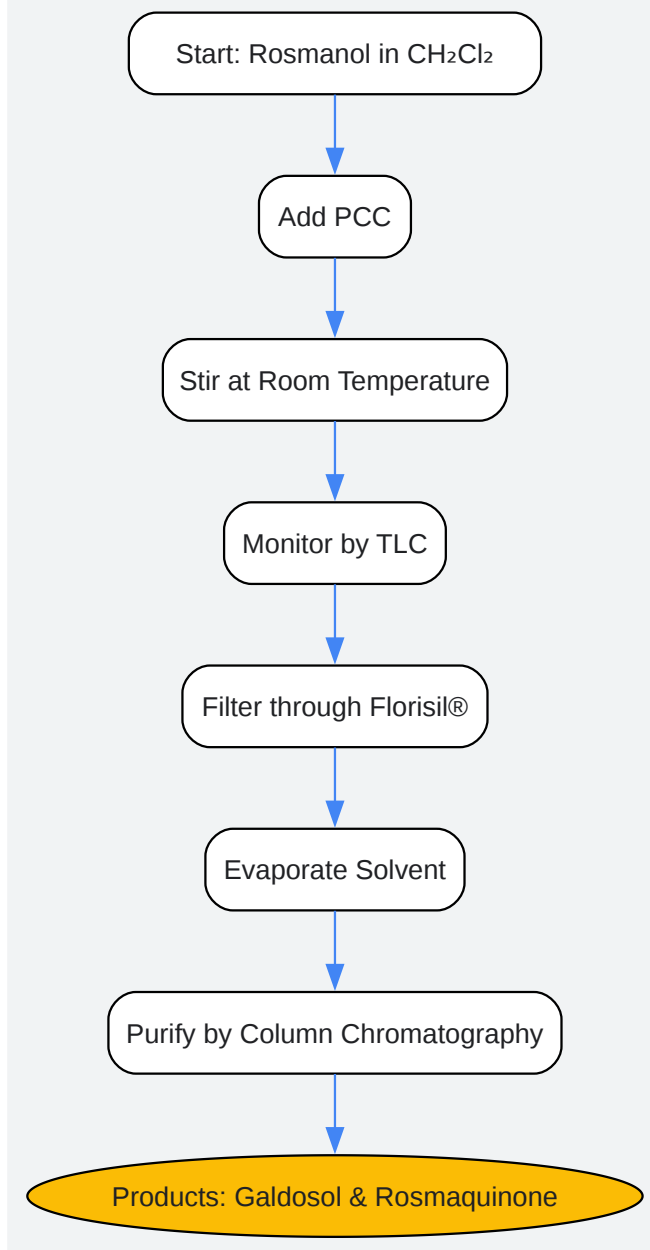 Start: Rosmanol in CH₂Cl₂
Add PCC
Stir at Room Temperature
Monitor by TLC
Filter through Florisil®
Evaporate Solvent
Purify by Column Chromatography
Products: Galdosol & Rosmaquinone